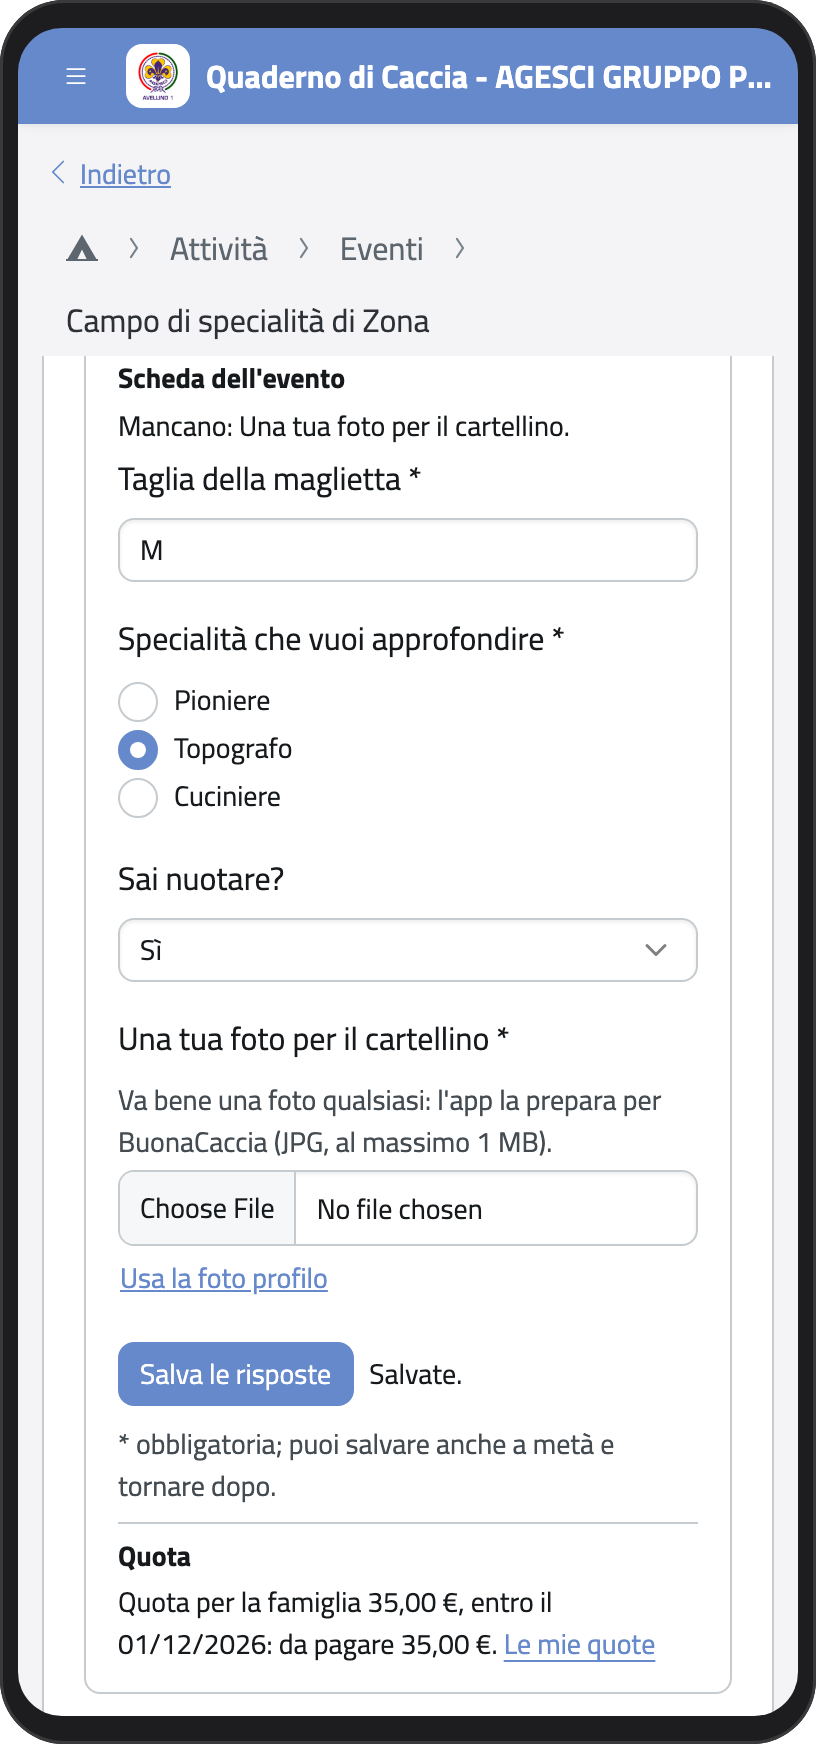 AVELLINO 1
Quaderno di Caccia - AGESCI GRUPPO P...
Indietro
Attività
Eventi
Campo di specialità di Zona
Scheda dell'evento
Mancano: Una tua foto per il cartellino.
Taglia della maglietta *
M
Specialità che vuoi approfondire *
Pioniere
Topografo
Cuciniere
Sai nuotare?
Sì
Una tua foto per il cartellino *
Va bene una foto qualsiasi: l'app la prepara per
BuonaCaccia (JPG, al massimo 1 MB).
Choose File
No file chosen
Usa la foto profilo
Salva le risposte
Salvate.
* obbligatoria; puoi salvare anche a metà e
tornare dopo.
Quota
Quota per la famiglia 35,00 €, entro il
01/12/2026: da pagare 35,00 €. Le mie quote